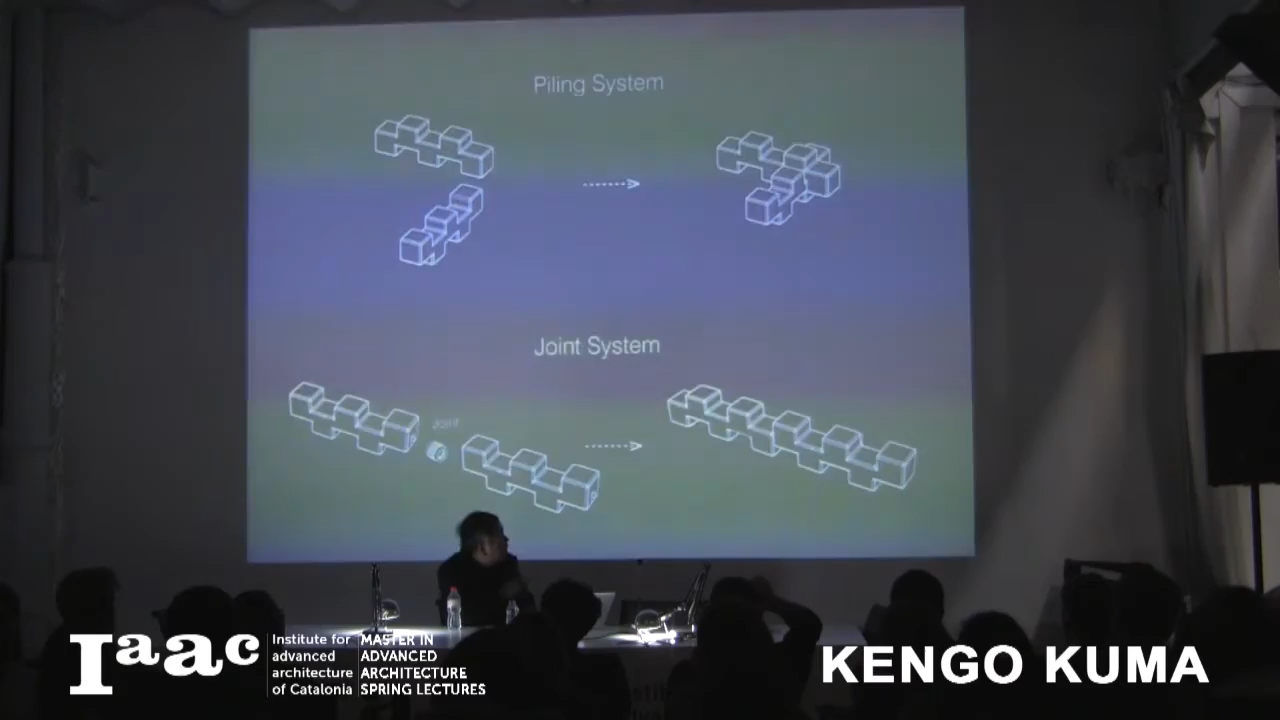 Piling System
Joint System
Joint
Iaac
Institute for
advanced
architecture
of Catalonia
MASTER IN
ADVANCED
ARCHITECTURE
SPRING LECTURES
KENGO KUMA